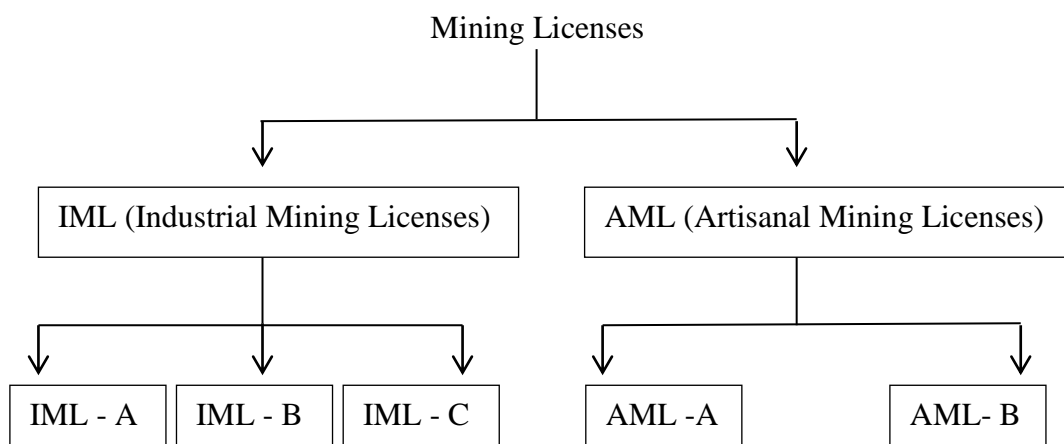 Mining Licenses
IML (Industrial Mining Licenses)
AML (Artisanal Mining Licenses)
IML - A
IML - B
IML - C
AML -A
AML- B